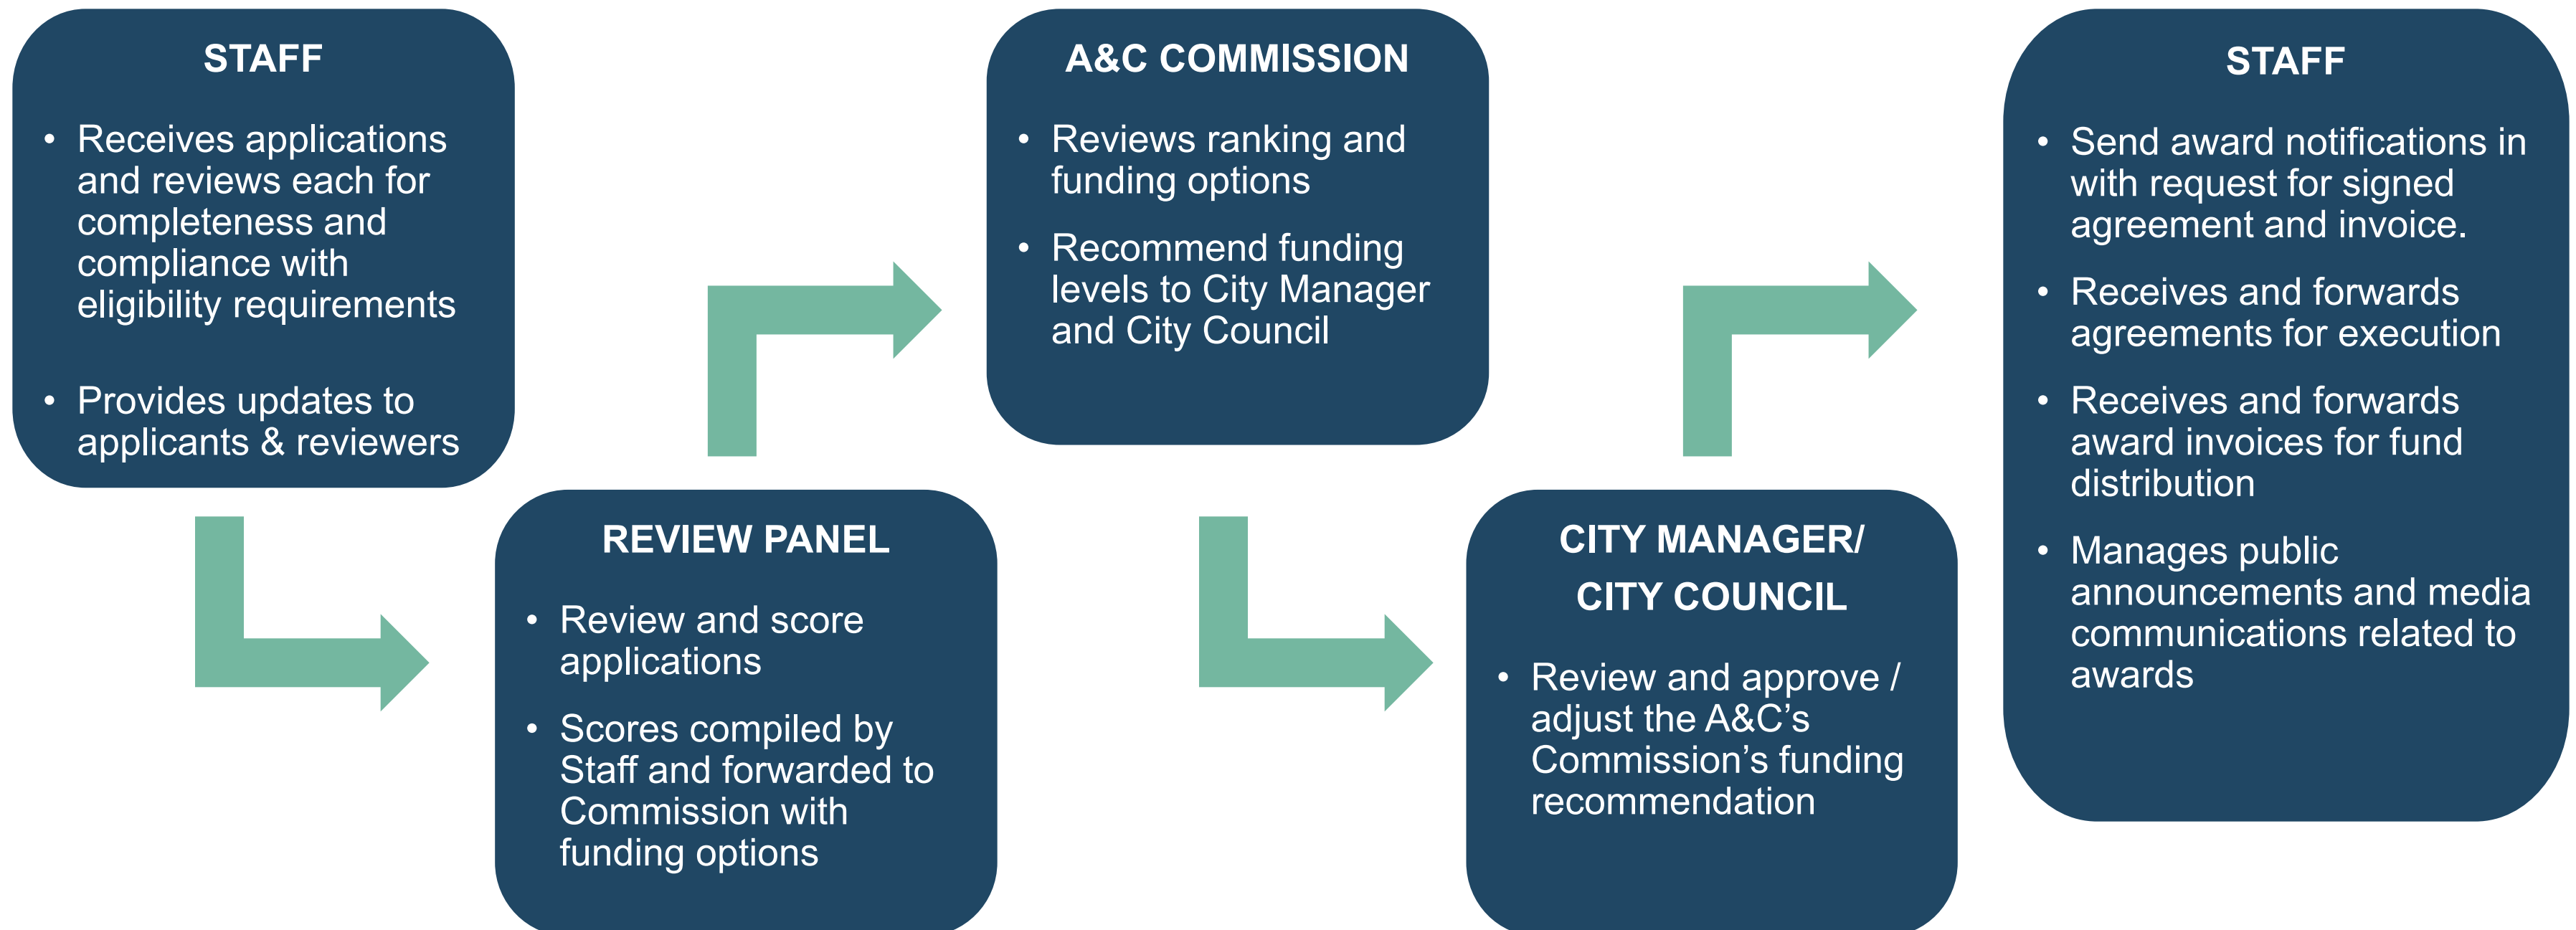 STAFF
• Receives applications
and reviews each for
completeness and
compliance with
eligibility requirements
• Provides updates to
applicants & reviewers
REVIEW PANEL
• Review and score
applications
• Scores compiled by
Staff and forwarded to
Commission with
funding options
A&C COMMISSION
• Reviews ranking and
funding options
• Recommend funding
levels to City Manager
and City Council
CITY MANAGER/
CITY COUNCIL
• Review and approve /
adjust the A&C’s
Commission’s funding
recommendation
STAFF
• Send award notifications in
with request for signed
agreement and invoice.
• Receives and forwards
agreements for execution
• Receives and forwards
award invoices for fund
distribution
• Manages public
announcements and media
communications related to
awards